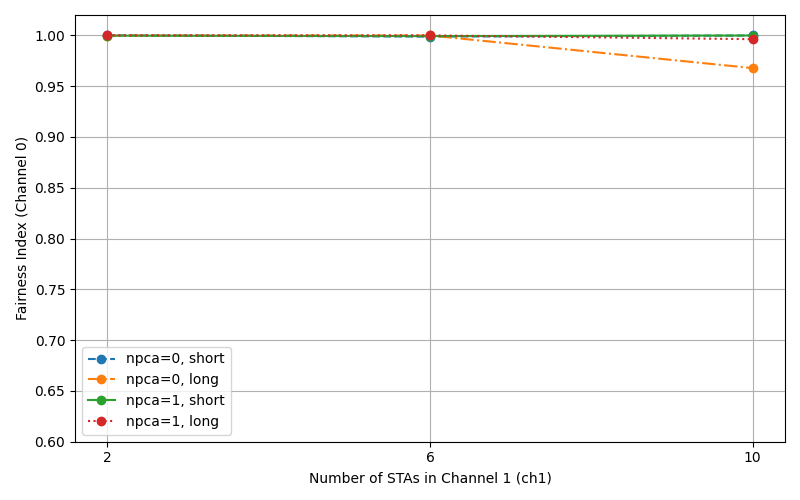 1.00
0.95
0.90
0.85
0.80
0.75
0.70
0.65
0.60
Fairness Index (Channel 0)
npca=0, short
npca=0, long
npca=1, short
npca=1, long
2
6
10
Number of STAs in Channel 1 (ch1)